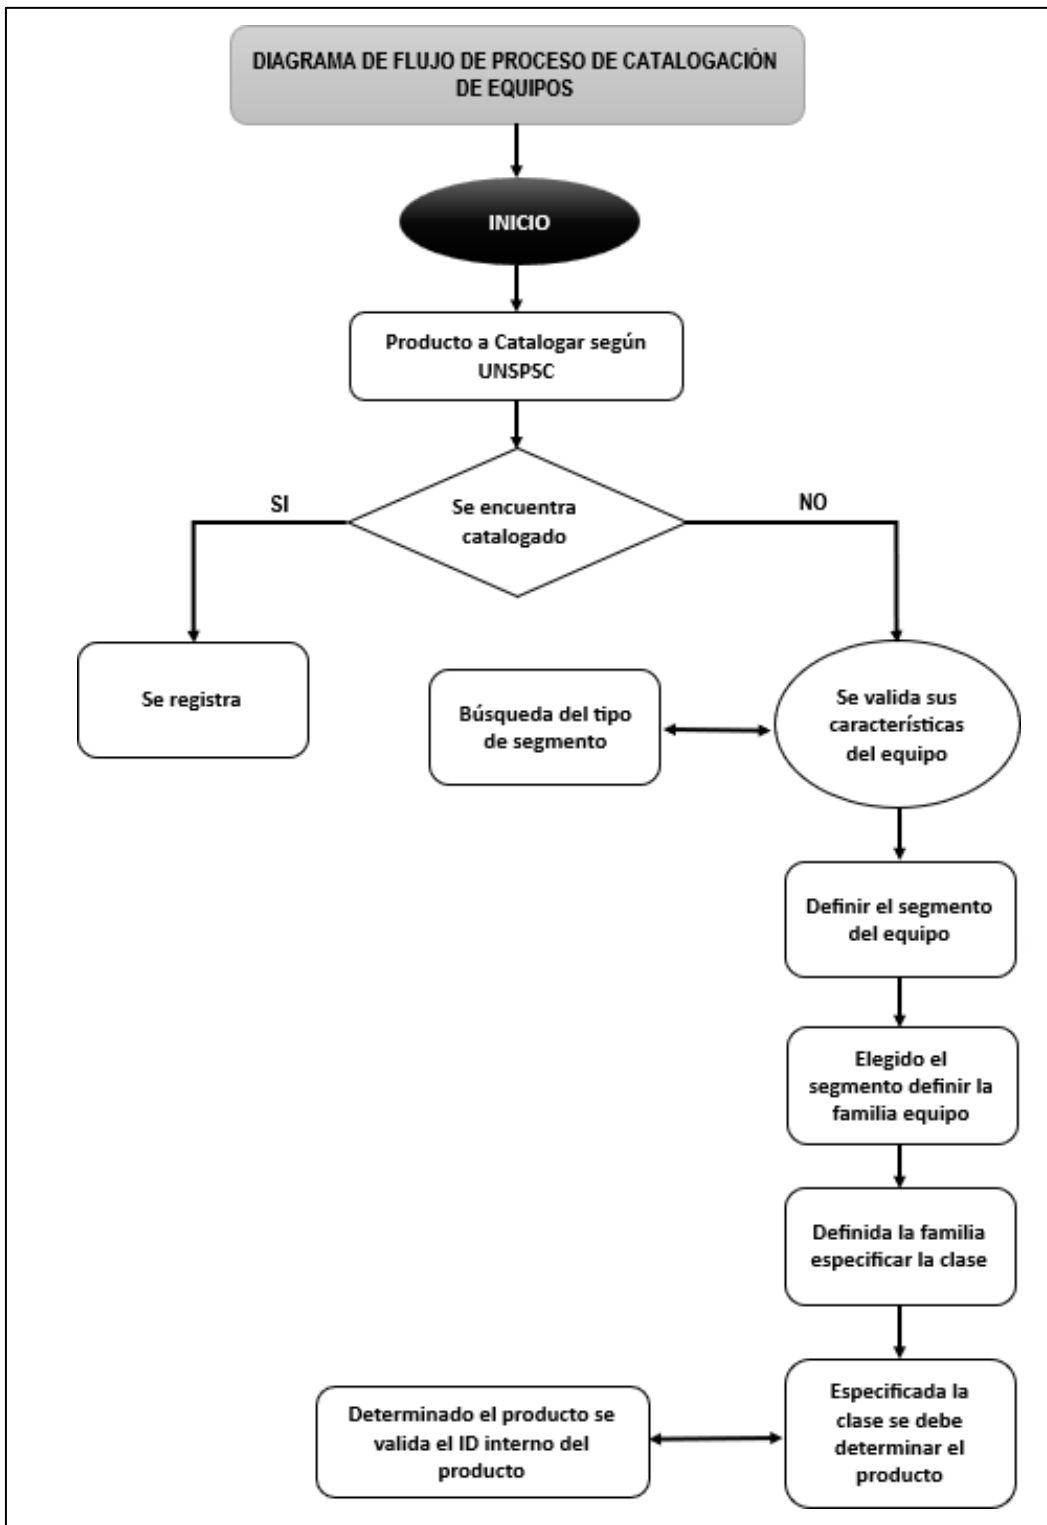 DIAGRAMA DE FLUJO DE PROCESO DE CATALOGACIÓN
DE EQUIPOS
INICIO
Producto a Catalogar según
UNSPSC
SI
NO
Se encuentra
catalogado
Se registra
Búsqueda del tipo
de segmento
Se valida sus
característícas
del equipo
Definir el segmento
del equipo
Elegido el
segmento definir la
familia equipo
Definida la familia
especificar la clase
Especificada la
clase se debe
determinar el
producto
Determinado el producto se
valida el ID interno del
producto